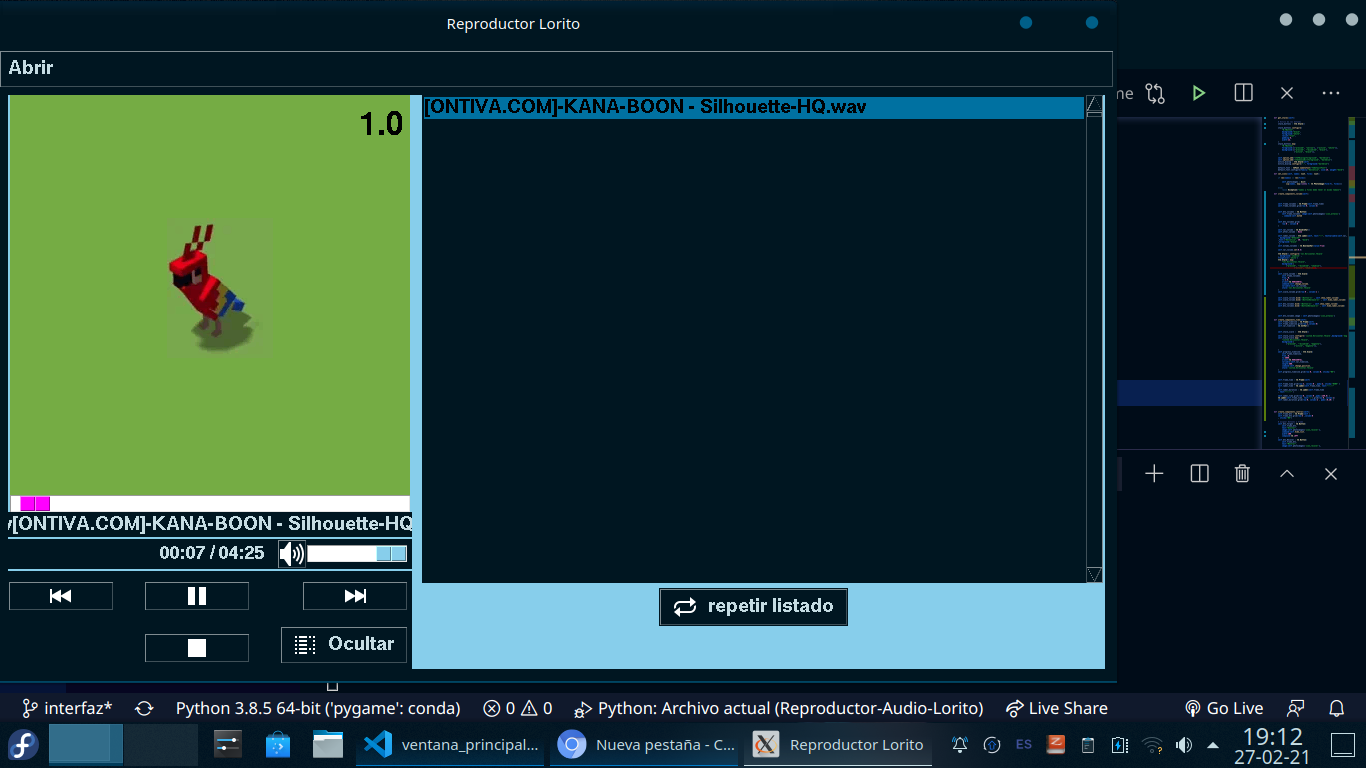 Reproductor Lorito
Abrir
ne
1.0
[ONTIVA.COM]-KANA-BOON - Silhouette-HQ.wav
[ONTIVA.COM]-KANA-BOON - Silhouette-HQ
00:07 / 04:25
repetir listado
Ocultar
interfaz*
Python 3.8.5 64-bit ('pygame': conda)
0
0
Python: Archivo actual (Reproductor-Audio-Lorito)
Live Share
Go Live
ventana_principal...
Nueva pestaña - C...
Reproductor Lorito
ES
19:12
27-02-21